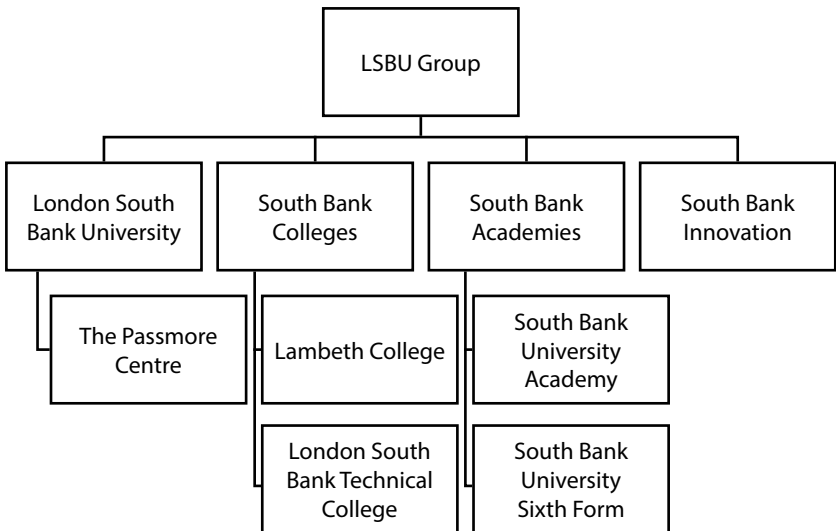 LSBU Group
London South
Bank University
South Bank
Colleges
South Bank
Academies
South Bank
Innovation
The Passmore
Centre
Lambeth College
South Bank
University
Academy
London South
Bank Technical
College
South Bank
University
Sixth Form